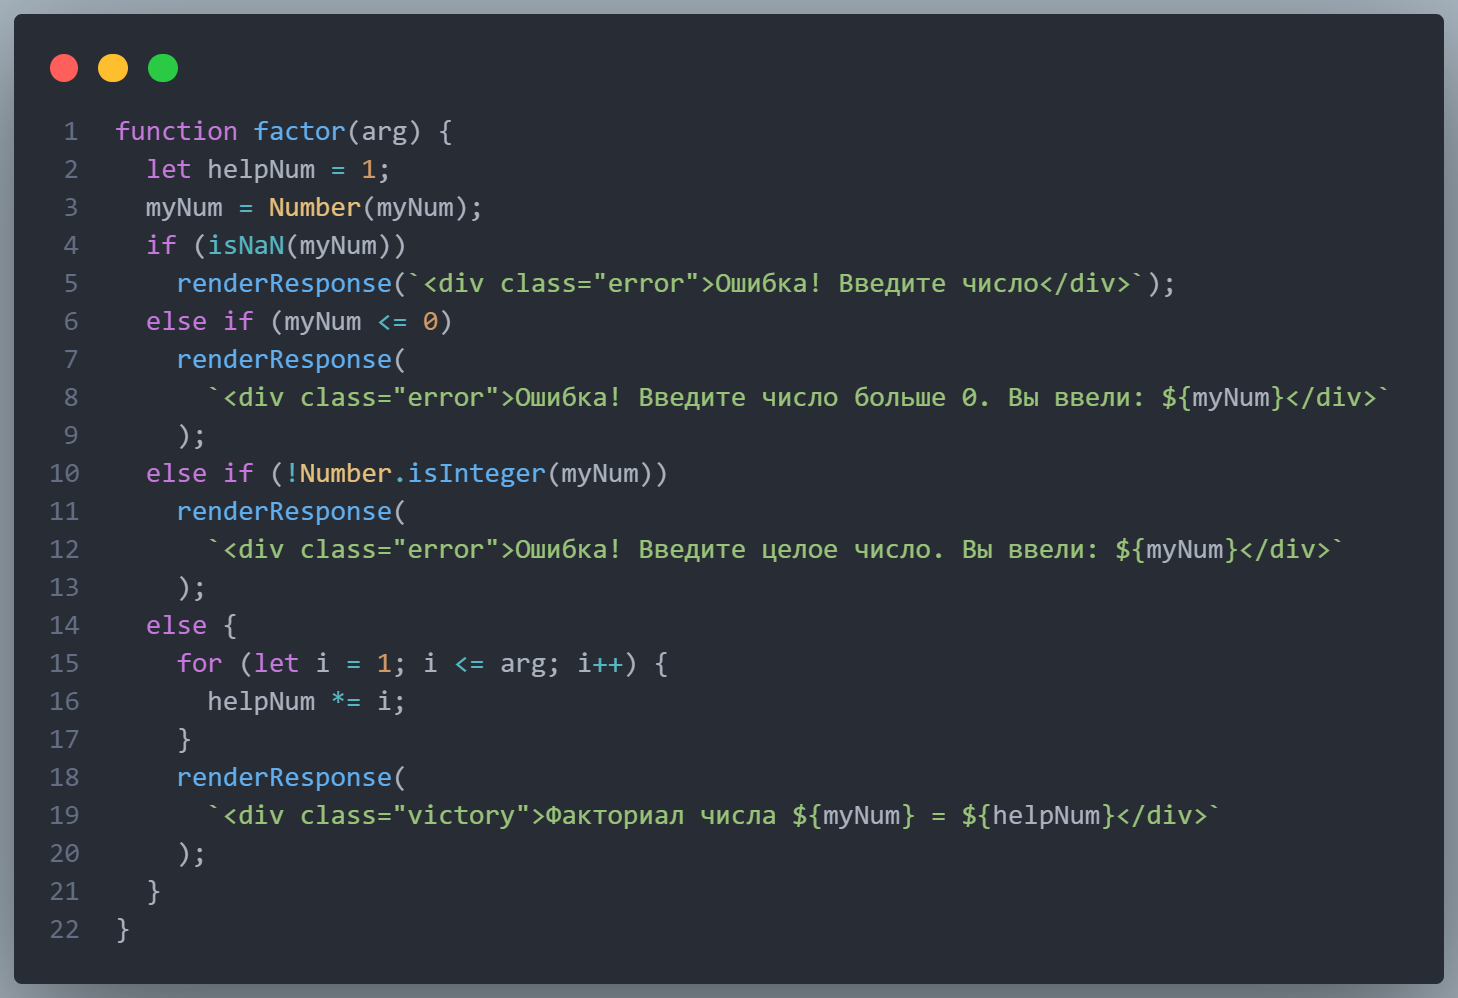 1 function factor(arg) {
2 let helpNum = 1;
3 myNum = Number(myNum);
4 if (isNaN(myNum))
5 renderResponse(`<div class="error">Ошибка! Введите число</div>`);
6 else if (myNum <= 0)
7 renderResponse(
8 `<div class="error">Ошибка! Введите число больше 0. Вы ввели: ${myNum}</div>`
9 );
10 else if (!Number.isInteger(myNum))
11 renderResponse(
12 `<div class="error">Ошибка! Введите целое число. Вы ввели: ${myNum}</div>`
13 );
14 else {
15 for (let i = 1; i <= arg; i++) {
16 helpNum *= i;
17 }
18 renderResponse(
19 `<div class="victory">Факториал числа ${myNum} = ${helpNum}</div>`
20 );
21 }
22 }